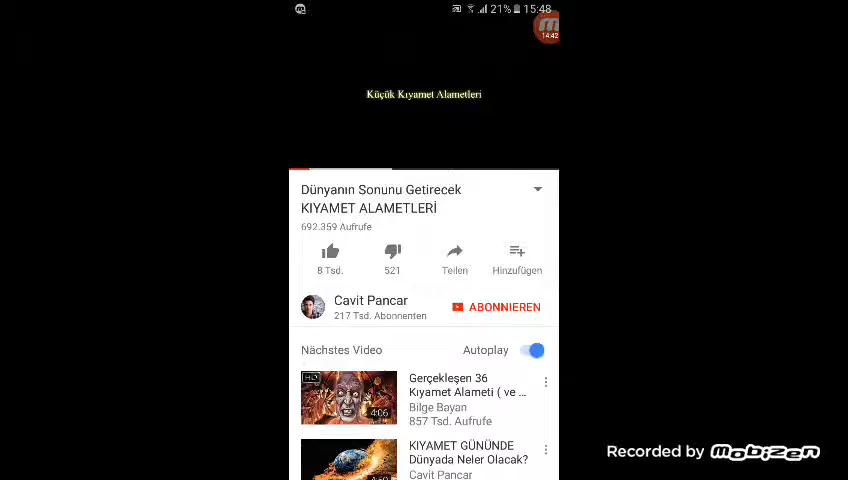 21% 15:48
14:42
Küçük Kıyamet Alametleri
Dünyanın Sonunu Getirecek
KIYAMET ALAMETLERİ
692.359 Aufrufe
8 Tsd. 521 Teilen Hinzufügen
Cavit Pancar
217 Tsd. Abonnenten
ABONNIEREN
Nächstes Video Autoplay
HD
4:06
Gerçekleşen 36
Kıyamet Alameti ( ve ...
Bilge Bayan
857 Tsd. Aufrufe
KIYAMET GÜNÜNDE
Dünyada Neler Olacak?
Cavit Pancar
Recorded by mobizen